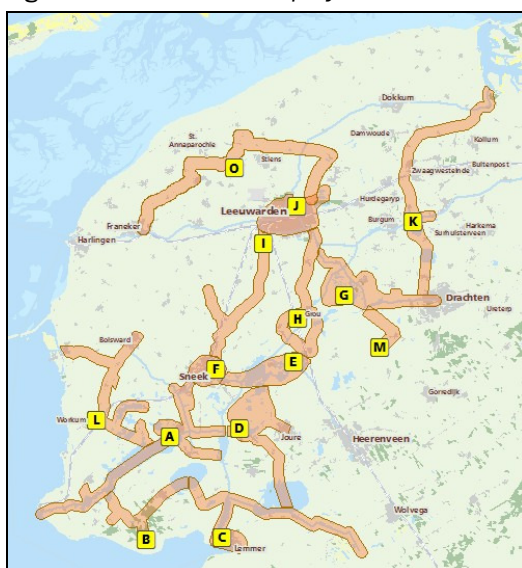 Dokkum
St.
Annaparochie
Damwoude
Kollum
O
Stiens
Zwaagwesteinde
Buitenpost
J
Hurdegaryp
Leeuwarden
Burgum
K
Franeker
Harkema
Surhuisterveen
Harlingen
I
G
Drachten
H
Grou
Ureterp
M
Bolsward
E
F
Sneek
Gorredijk
L
Workum
A
D
Joure
Heerenveen
Wolvega
B
C
Lemmer